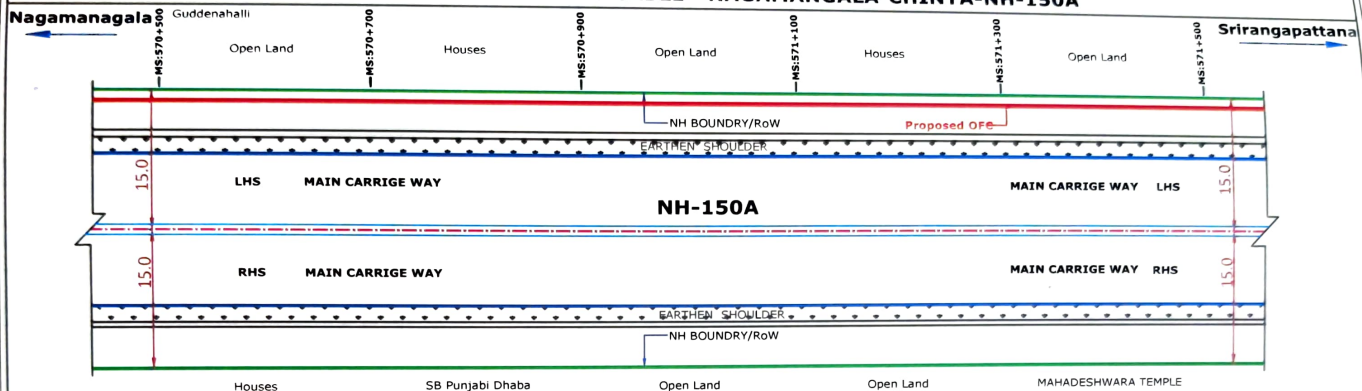 NAGAMANGALA-CHINYA-NH-150A
Nagamanagala
MS:570+500
Guddenahalli
MS:570+700
MS:570+900
MS:571+100
MS:571+300
MS:571+500
Srirangapattana
Open Land
Houses
Open Land
Houses
Open Land
NH BOUNDRY/RoW
Proposed OFC
EARTHEN SHOULDER
15.0
LHS
MAIN CARRIGE WAY
MAIN CARRIGE WAY
LHS
15.0
NH-150A
15.0
RHS
MAIN CARRIGE WAY
MAIN CARRIGE WAY
RHS
15.0
EARTHEN SHOULDER
NH BOUNDRY/RoW
Houses
SB Punjabi Dhaba
Open Land
Open Land
MAHADESHWARA TEMPLE